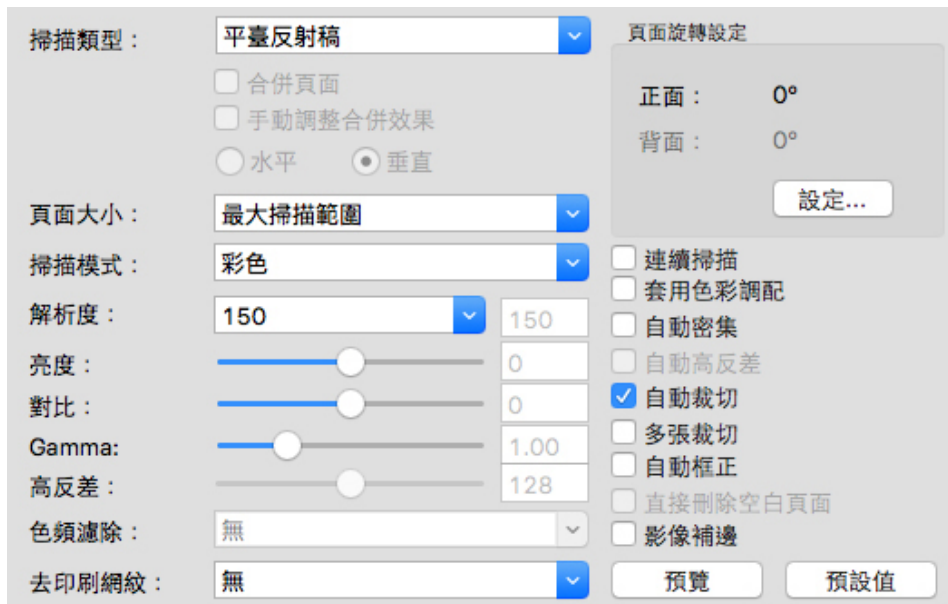 掃描類型：
平臺反射稿
合併頁面
手動調整合併效果
水平
垂直
頁面大小：
最大掃描範圍
掃描模式：
彩色
解析度：
150
150
亮度：
0
對比：
0
Gamma:
1.00
高反差：
128
色頻濾除：
無
去印刷網紋：
無
頁面旋轉設定
正面：
0°
背面：
0°
設定...
連續掃描
套用色彩調配
自動密集
自動高反差
自動裁切
多張裁切
自動框正
直接刪除空白頁面
影像補邊
預覽
預設值